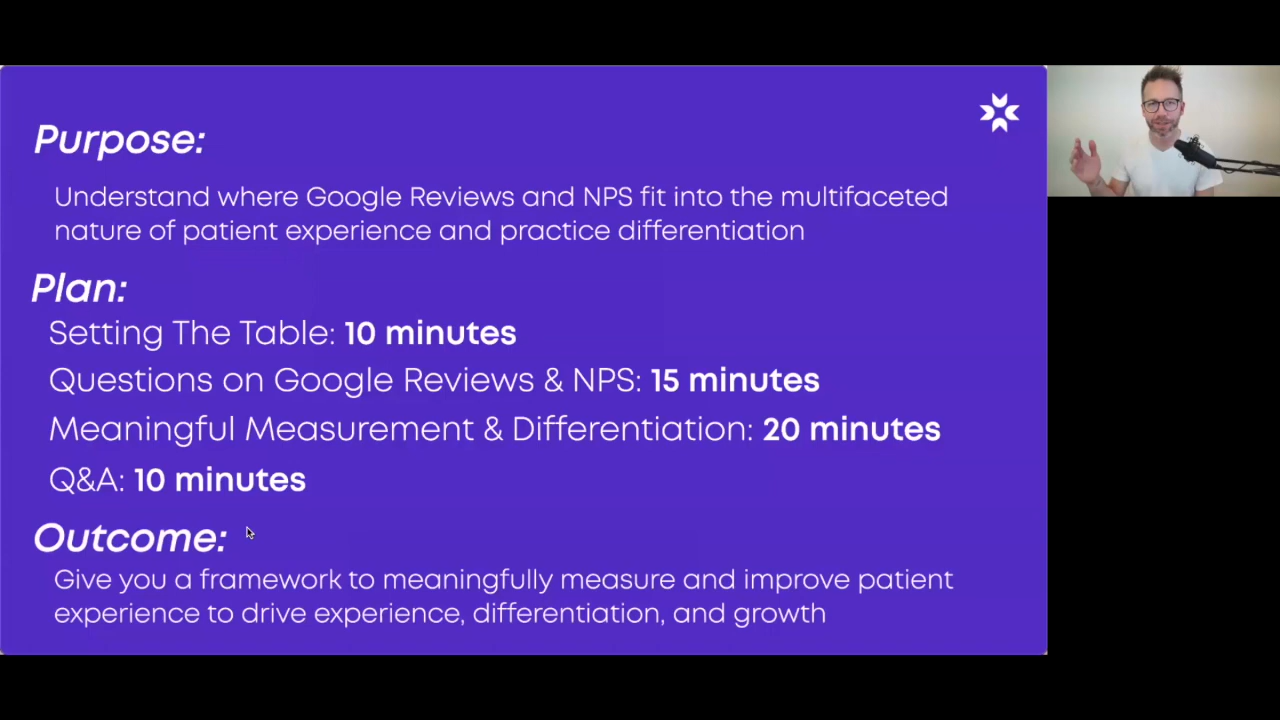 Purpose:
Understand where Google Reviews and NPS fit into the multifaceted
nature of patient experience and practice differentiation
Plan:
Setting The Table: 10 minutes
Questions on Google Reviews & NPS: 15 minutes
Meaningful Measurement & Differentiation: 20 minutes
Q&A: 10 minutes
Outcome:
Give you a framework to meaningfully measure and improve patient
experience to drive experience, differentiation, and growth